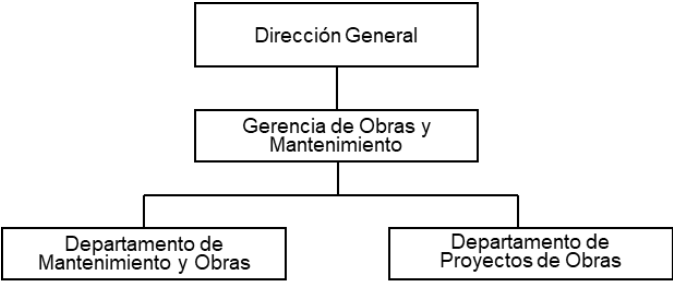 Dirección General
Gerencia de Obras y
Mantenimiento
Departamento de
Mantenimiento y Obras
Departamento de
Proyectos de Obras